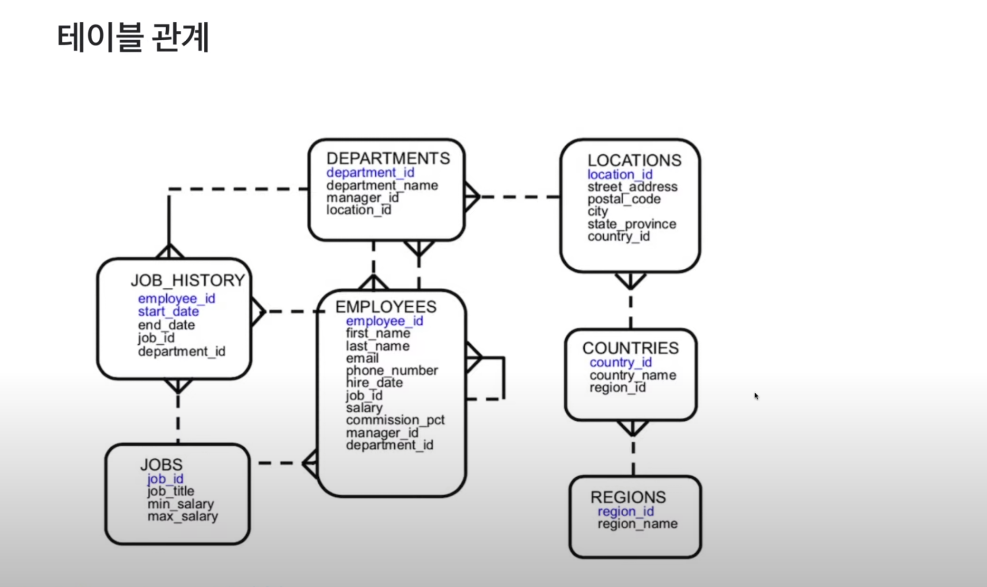 테이블 관계
DEPARTMENTS
department_id
department_name
manager_id
location_id
LOCATIONS
location_id
street_address
postal_code
city
state_province
country_id
JOB_HISTORY
employee_id
start_date
end_date
job_id
department_id
EMPLOYEES
employee_id
first_name
last_name
email
phone_number
hire_date
job_id
salary
commission_pct
manager_id
department_id
COUNTRIES
country_id
country_name
region_id
JOBS
job_id
job_title
min_salary
max_salary
REGIONS
region_id
region_name